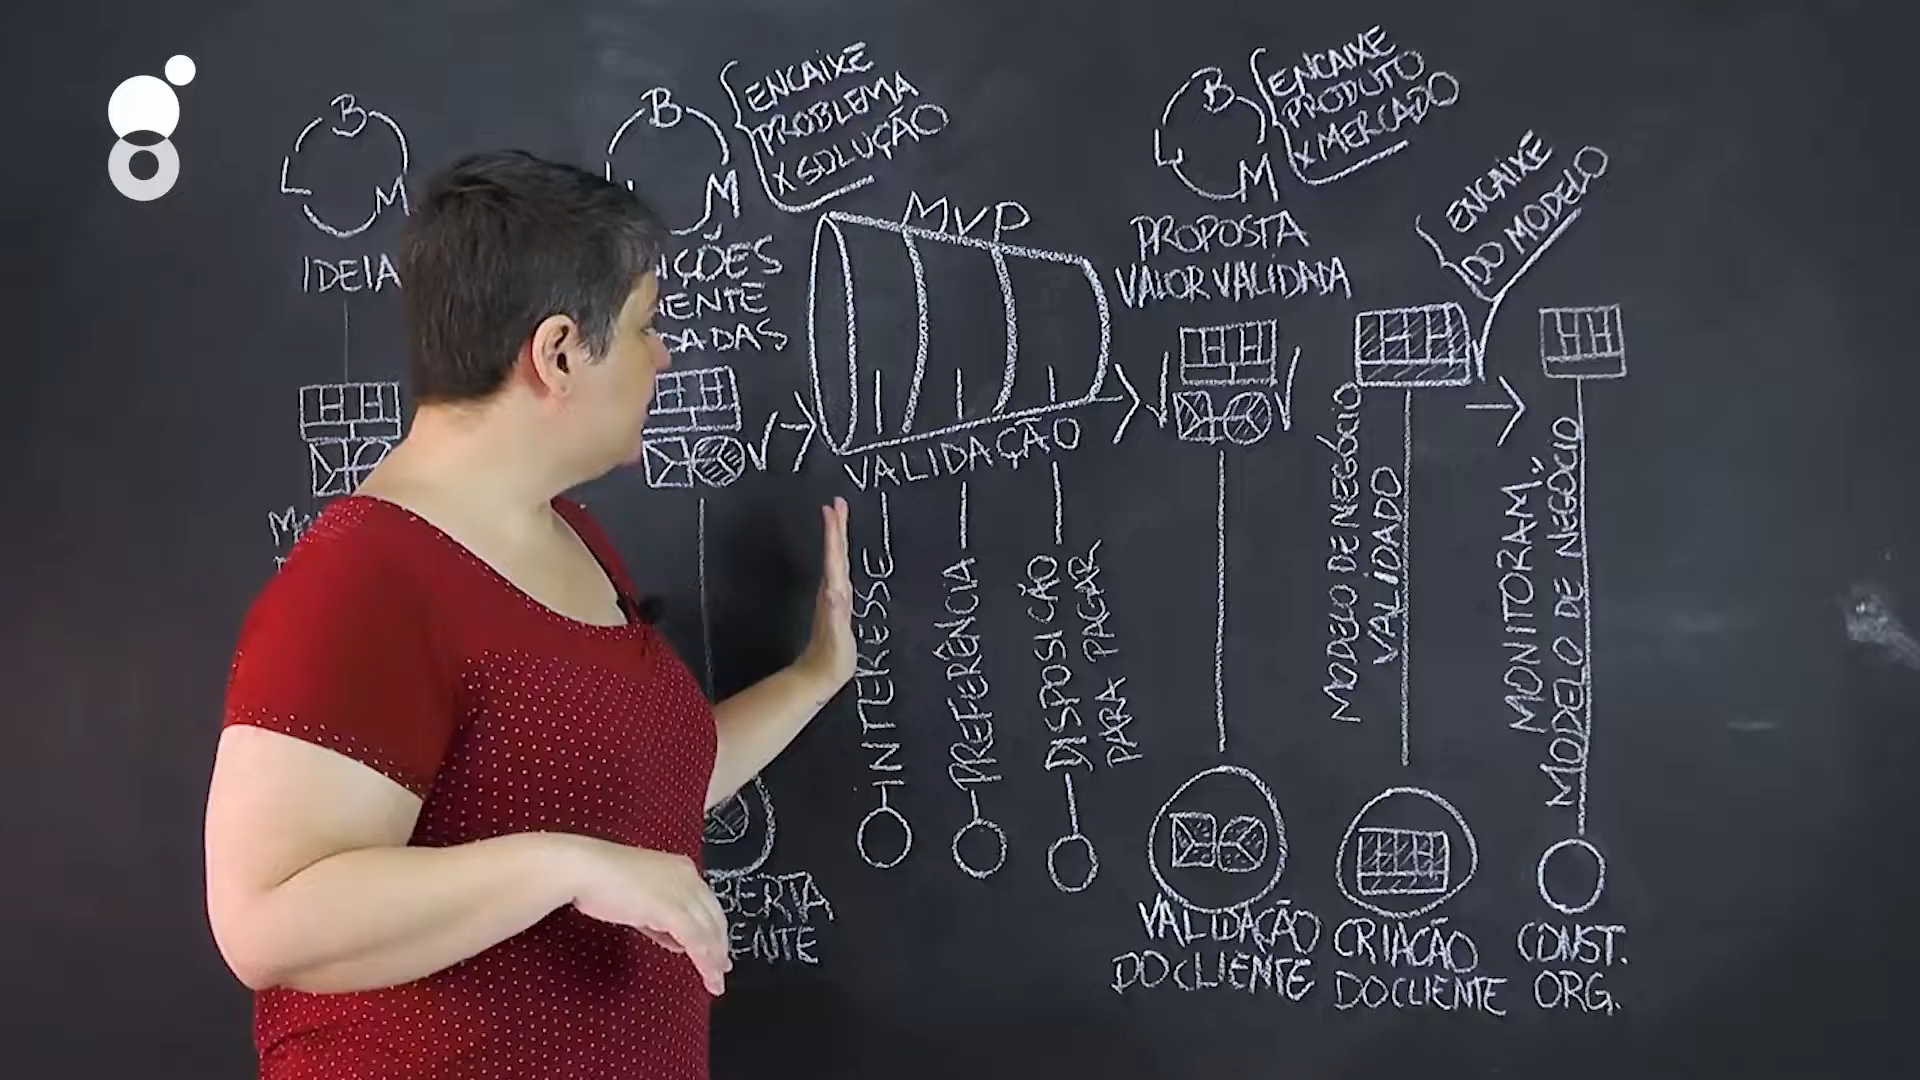 B
L
M
IDEIA
B
M
ENCAIXE
PROBLEMA
X SOLUÇÃO
MVP
VALIDAÇÃO
INTERESSE
PREFERÊNCIA
DISPOSIÇÃO
PARA PAGAR
B
L
M
ENCAIXE
PRODUTO
X MERCADO
PROPOSTA
VALOR VALIDADA
ENCAIXE
DO MODELO
MODELO DE NEGÓCIO
VALIDADO
MONITORAM.
MODELO DE NEGÓCIO
VALIDAÇÃO
DO CLIENTE
CRIAÇÃO
DO CLIENTE
CONST.
ORG.